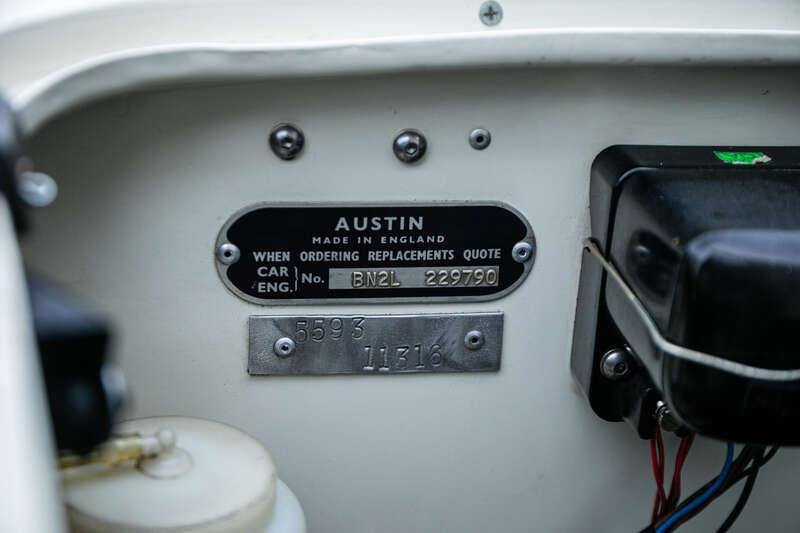 AUSTIN
MADE IN ENGLAND
WHEN ORDERING REPLACEMENTS QUOTE
CAR
ENG. } No. BN2L 229790
5593
11316